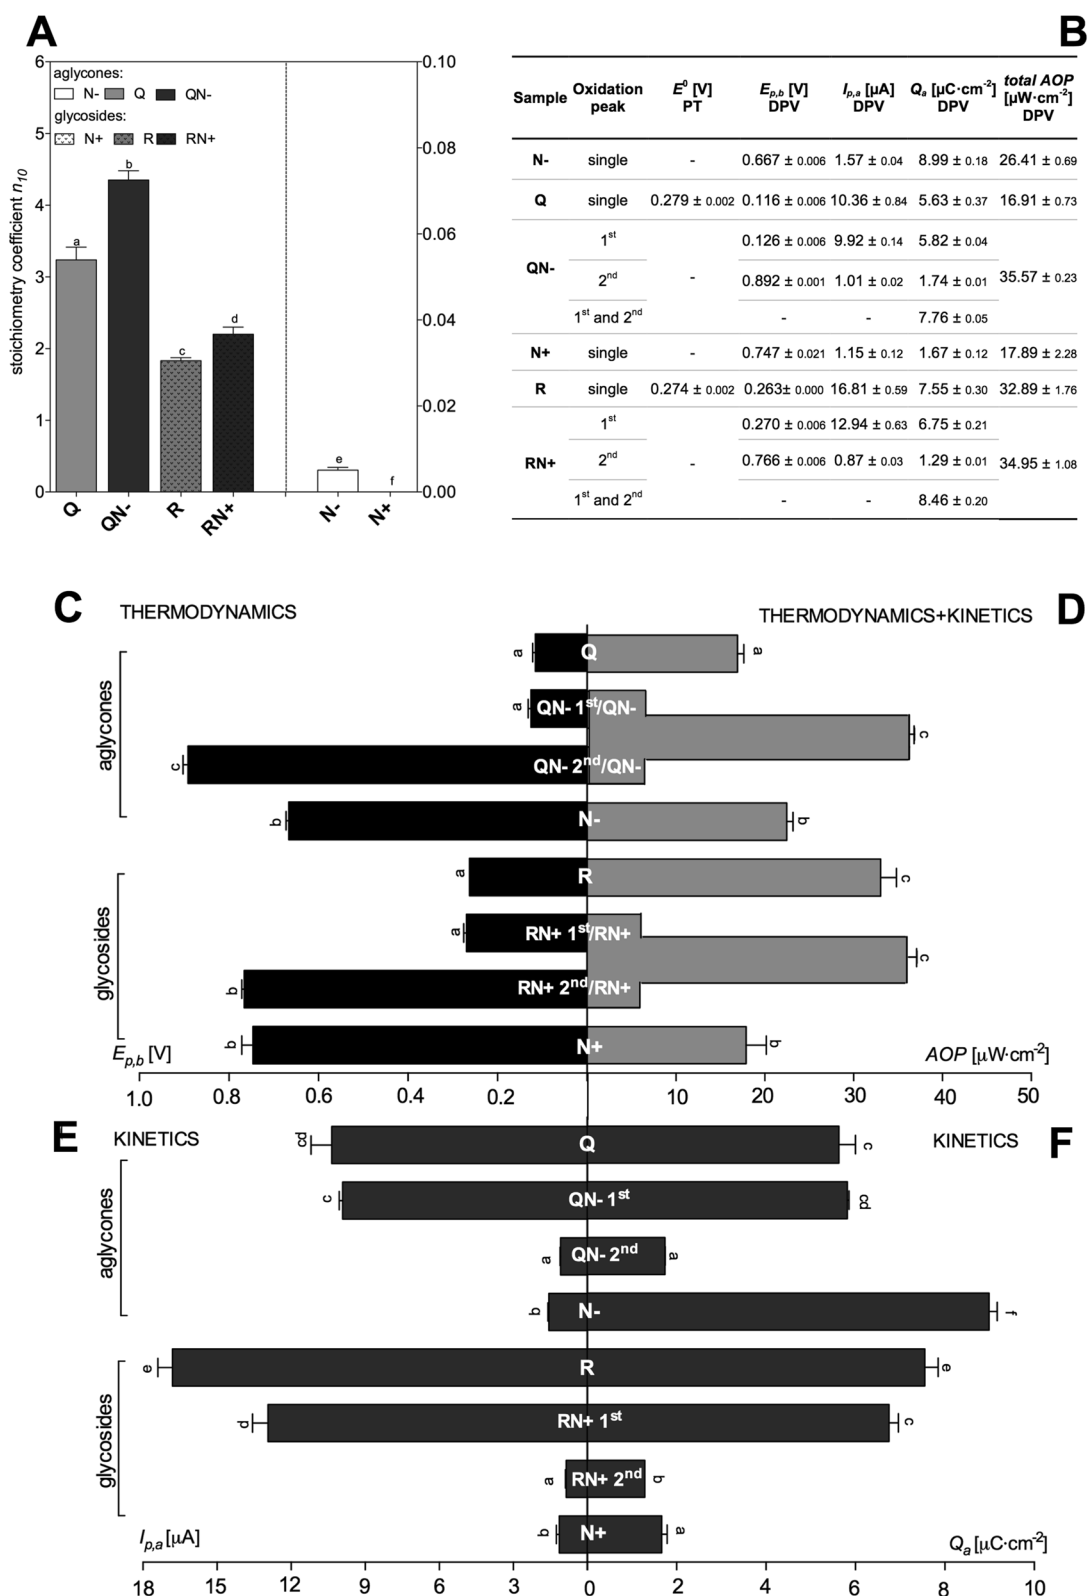 A
B
stoichiometry coefficient n10
6
5
4
3
2
1
0
0.10
0.08
0.06
0.04
0.02
0.00
aglycones:
N- Q QN-
glycosides:
N+ R RN+
a
b
c
d
e
f
Q QN- R RN+ N- N+
Sample Oxidation peak E⁰ [V] PT Ep,b [V] DPV Ip,a [μA] DPV Qa [μC·cm⁻²] DPV total AOP [μW·cm⁻²] DPV
N- single - 0.667 ± 0.006 1.57 ± 0.04 8.99 ± 0.18 26.41 ± 0.69
Q single 0.279 ± 0.002 0.116 ± 0.006 10.36 ± 0.84 5.63 ± 0.37 16.91 ± 0.73
QN- 1st - 0.126 ± 0.006 9.92 ± 0.14 5.82 ± 0.04 35.57 ± 0.23
2nd 0.892 ± 0.001 1.01 ± 0.02 1.74 ± 0.01
1st and 2nd - - 7.76 ± 0.05
N+ single - 0.747 ± 0.021 1.15 ± 0.12 1.67 ± 0.12 17.89 ± 2.28
R single 0.274 ± 0.002 0.263± 0.000 16.81 ± 0.59 7.55 ± 0.30 32.89 ± 1.76
RN+ 1st - 0.270 ± 0.006 12.94 ± 0.63 6.75 ± 0.21 34.95 ± 1.08
2nd 0.766 ± 0.006 0.87 ± 0.03 1.29 ± 0.01
1st and 2nd - - 8.46 ± 0.20
C THERMODYNAMICS
THERMODYNAMICS+KINETICS D
aglycones
glycosides
a Q a
a QN- 1st/QN- c
c QN- 2nd/QN-
b N- b
a R c
a RN+ 1st/RN+ c
b RN+ 2nd/RN+
b N+ b
Ep,b [V] AOP [μW·cm⁻²]
1.0 0.8 0.6 0.4 0.2 10 20 30 40 50
E KINETICS
KINETICS F
aglycones
glycosides
cd Q c
c QN- 1st cd
a QN- 2nd a
b N- f
e R e
d RN+ 1st c
a RN+ 2nd b
b N+ a
Ip,a [μA] Qa [μC·cm⁻²]
18 15 12 9 6 3 0 2 4 6 8 10